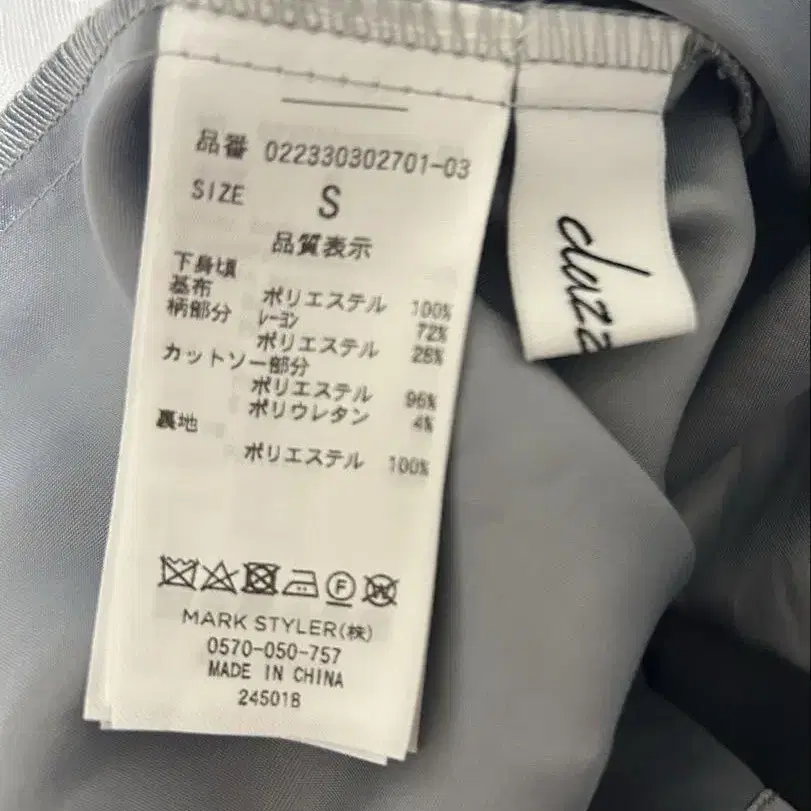 品番 022330302701-03
SIZE S
品質表示
下身頃
基布 ポリエステル 100%
柄部分 レーヨン 72%
ポリエステル 28%
カットソー部分
ポリエステル 96%
ポリウレタン 4%
裏地
ポリエステル 100%
F W
MARK STYLER(株)
0570-050-757
MADE IN CHINA
24501B